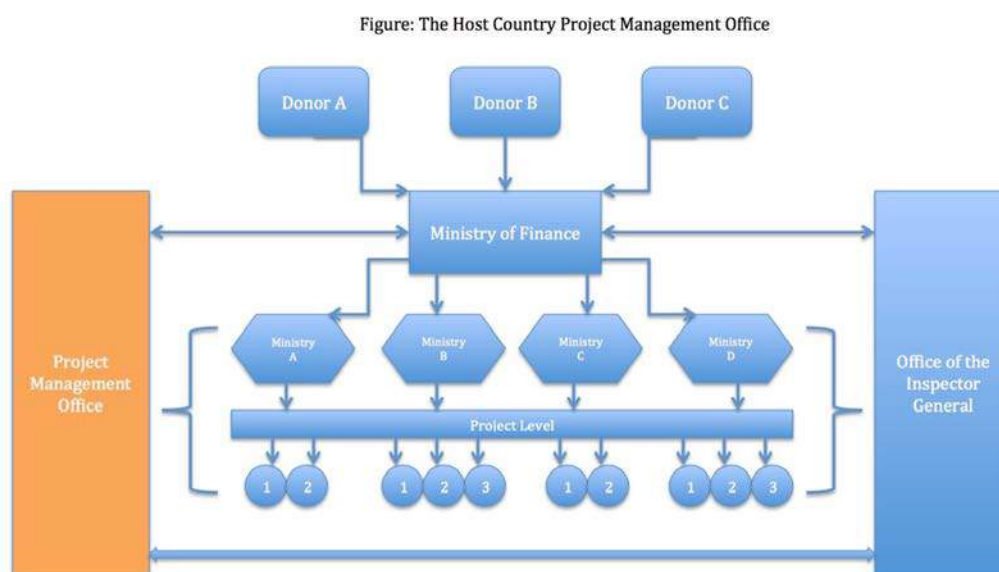 Figure: The Host Country Project Management Office
Donor A
Donor B
Donor C
Ministry of Finance
Ministry
A
Ministry
B
Ministry
C
Ministry
D
Project
Management
Office
Office of the
Inspector
General
Project Level
1
2
1
2
3
1
2
1
2
3